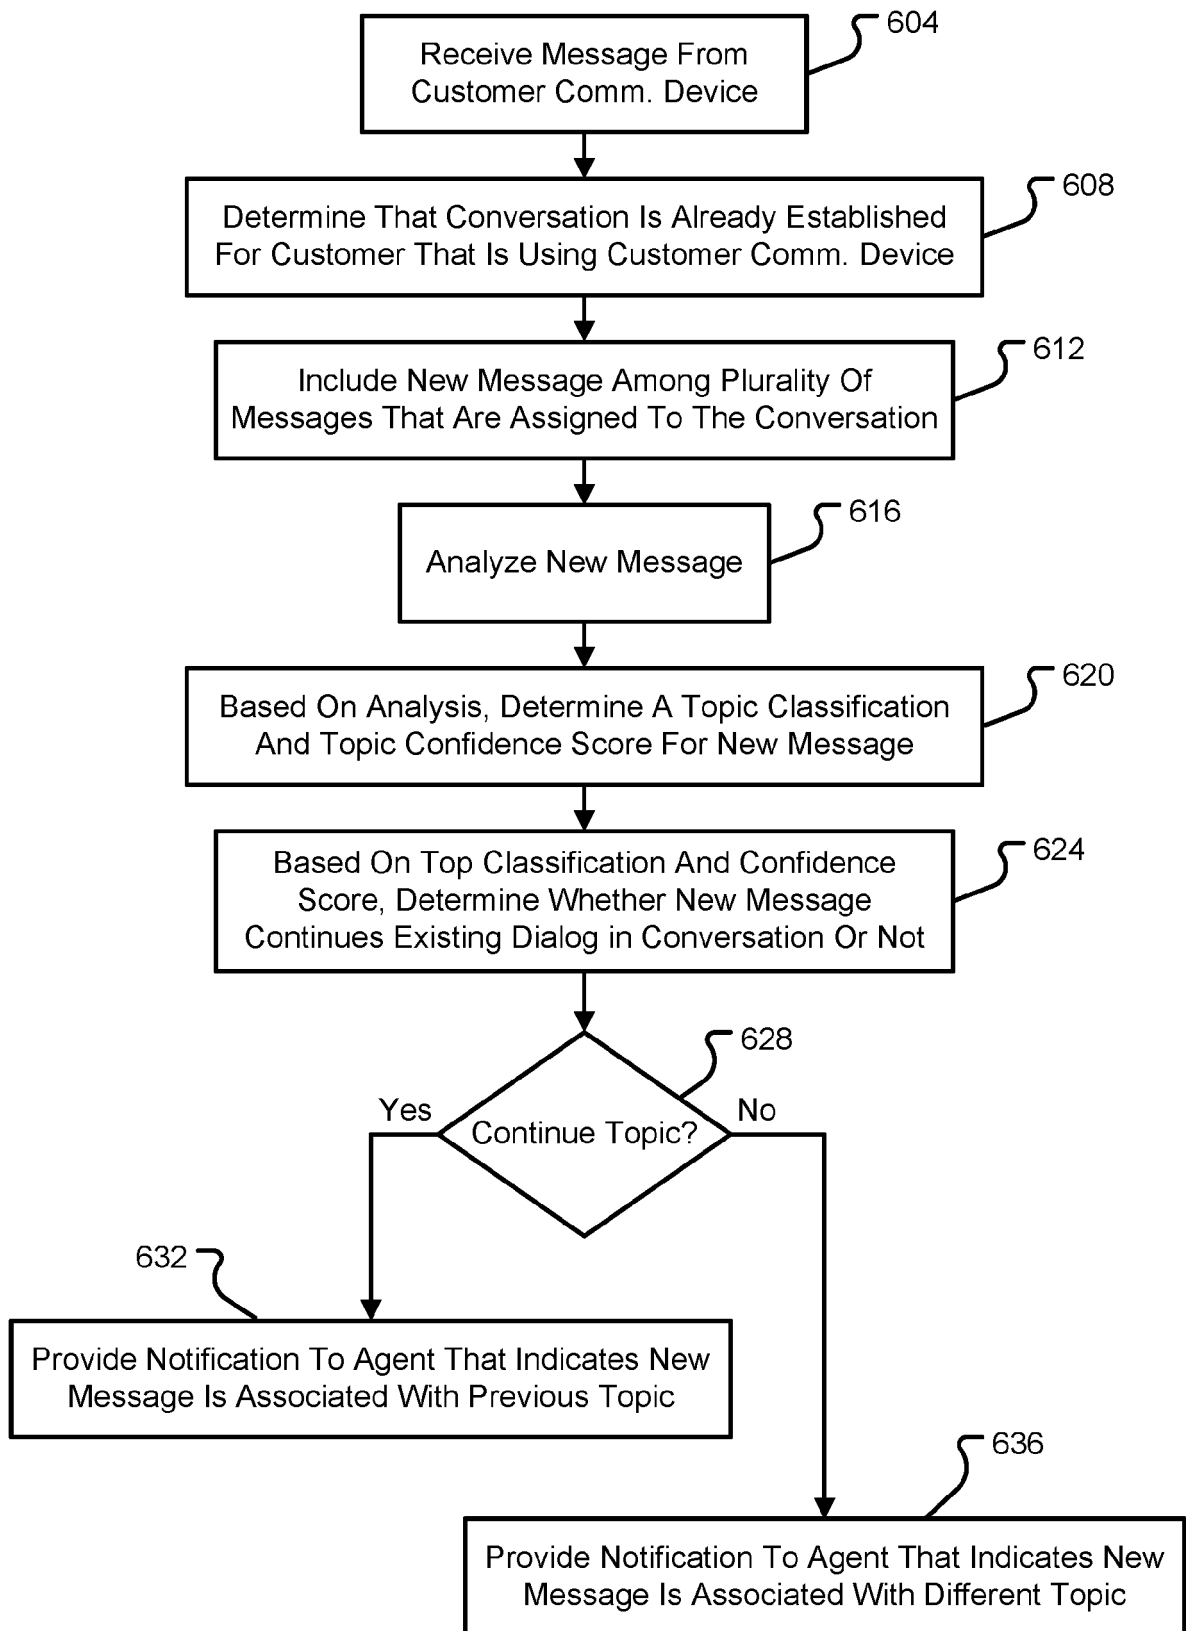 604
Receive Message From
Customer Comm. Device
608
Determine That Conversation Is Already Established
For Customer That Is Using Customer Comm. Device
612
Include New Message Among Plurality Of
Messages That Are Assigned To The Conversation
616
Analyze New Message
620
Based On Analysis, Determine A Topic Classification
And Topic Confidence Score For New Message
624
Based On Top Classification And Confidence
Score, Determine Whether New Message
Continues Existing Dialog in Conversation Or Not
628
Yes
No
Continue Topic?
632
Provide Notification To Agent That Indicates New
Message Is Associated With Previous Topic
636
Provide Notification To Agent That Indicates New
Message Is Associated With Different Topic